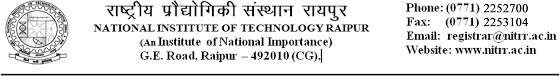 राष्ट्रीय प्रौद्योगिकी संस्थान रायपुर
NATIONAL INSTITUTE OF TECHNOLOGY RAIPUR
(An Institute of National Importance)
G.E. Road, Raipur – 492010 (CG),
Phone: (0771) 2252700
Fax: (0771) 2253104
Email: registrar@nitrr.ac.in
Website: www.nitrr.ac.in